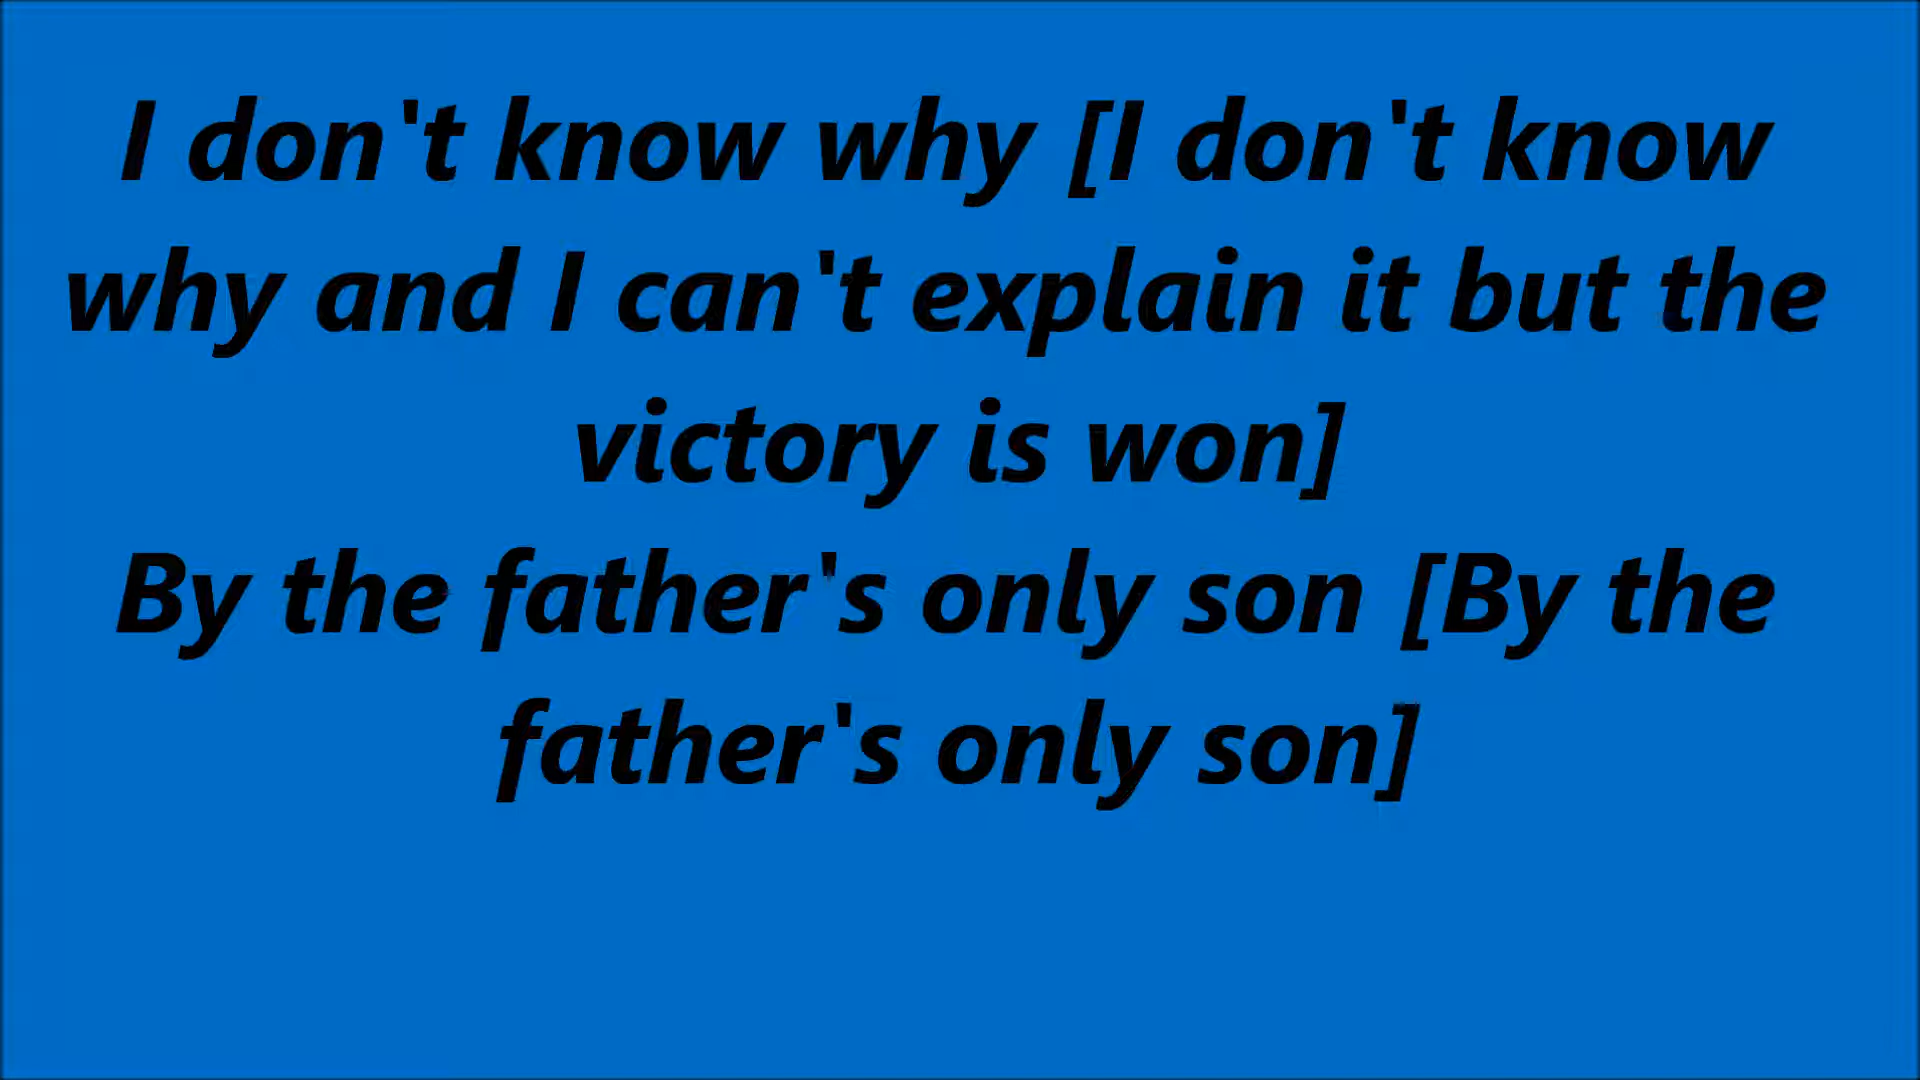 I don't know why [I don't know
why and I can't explain it but the
victory is won]
By the father's only son [By the
father's only son]